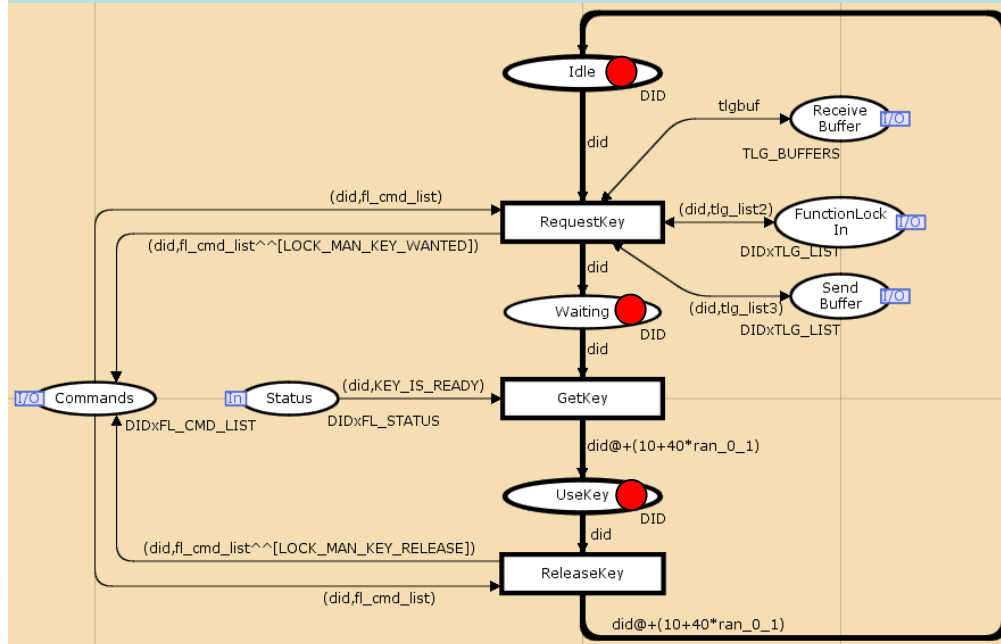 Idle
DID
tlgbuf
Receive
Buffer
I/O
TLG_BUFFERS
did
(did,fl_cmd_list)
RequestKey
(did,tlg_list2)
FunctionLock
In
I/O
DIDxTLG_LIST
(did,fl_cmd_list^^[LOCK_MAN_KEY_WANTED])
did
Send
Buffer
I/O
(did,tlg_list3)
DIDxTLG_LIST
Waiting
DID
did
I/O
Commands
DIDxFL_CMD_LIST
In
Status
(did,KEY_IS_READY)
DIDxFL_STATUS
GetKey
did@+(10+40*ran_0_1)
UseKey
DID
did
(did,fl_cmd_list^^[LOCK_MAN_KEY_RELEASE])
ReleaseKey
(did,fl_cmd_list)
did@+(10+40*ran_0_1)